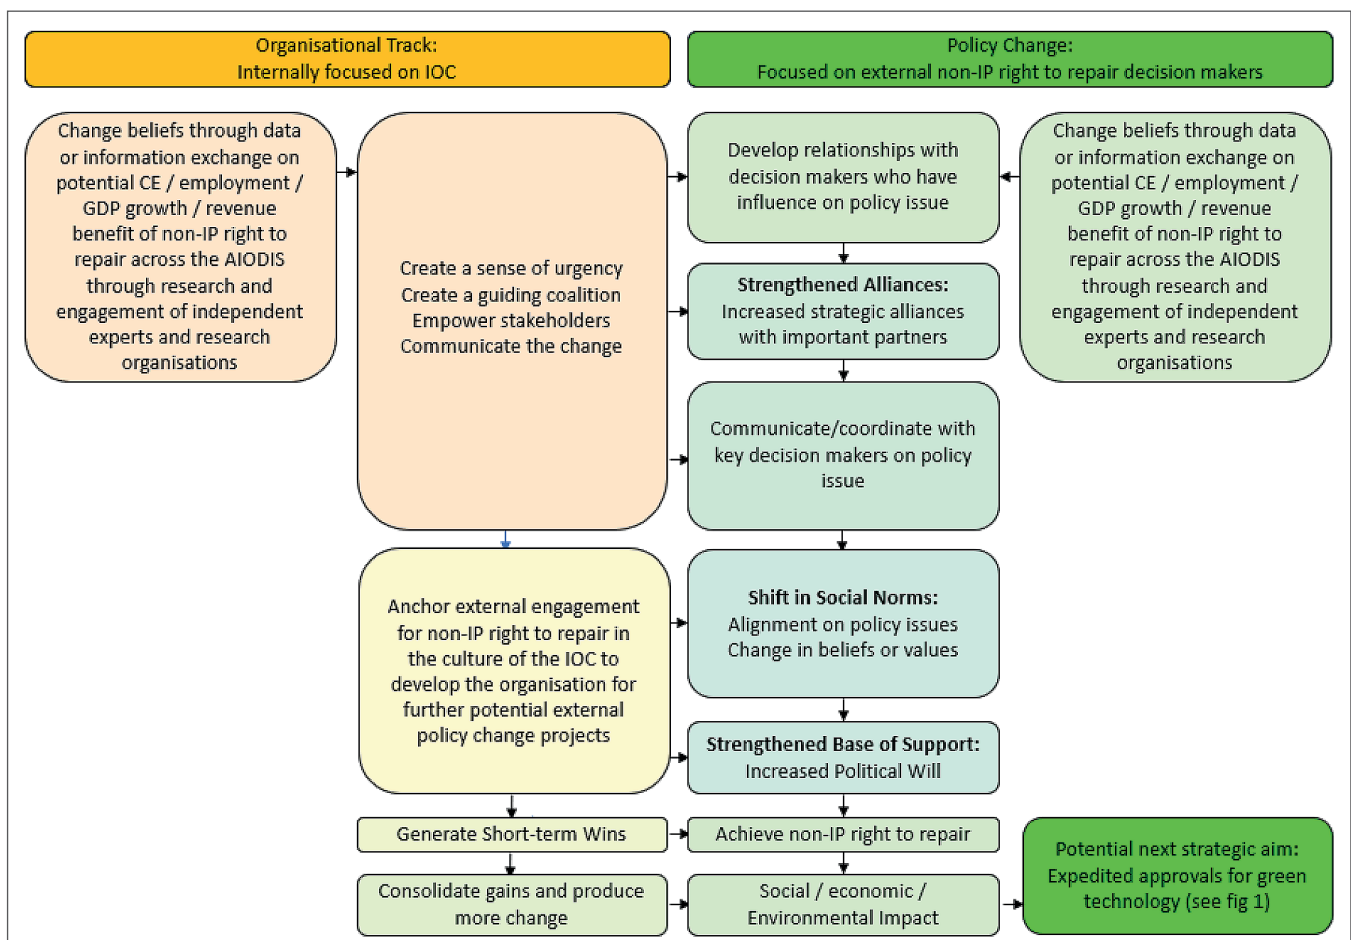 Organisational Track:
Internally focused on IOC
Policy Change:
Focused on external non-IP right to repair decision makers
Change beliefs through data
or information exchange on
potential CE / employment /
GDP growth / revenue
benefit of non-IP right to
repair across the AIODIS
through research and
engagement of independent
experts and research
organisations
Create a sense of urgency
Create a guiding coalition
Empower stakeholders
Communicate the change
Develop relationships with
decision makers who have
influence on policy issue
Change beliefs through data
or information exchange on
potential CE / employment /
GDP growth / revenue
benefit of non-IP right to
repair across the AIODIS
through research and
engagement of independent
experts and research
organisations
Strengthened Alliances:
Increased strategic alliances
with important partners
Communicate/coordinate with
key decision makers on policy
issue
Anchor external engagement
for non-IP right to repair in
the culture of the IOC to
develop the organisation for
further potential external
policy change projects
Shift in Social Norms:
Alignment on policy issues
Change in beliefs or values
Strengthened Base of Support:
Increased Political Will
Generate Short-term Wins
Achieve non-IP right to repair
Consolidate gains and produce
more change
Social / economic /
Environmental Impact
Potential next strategic aim:
Expedited approvals for green
technology (see fig 1)